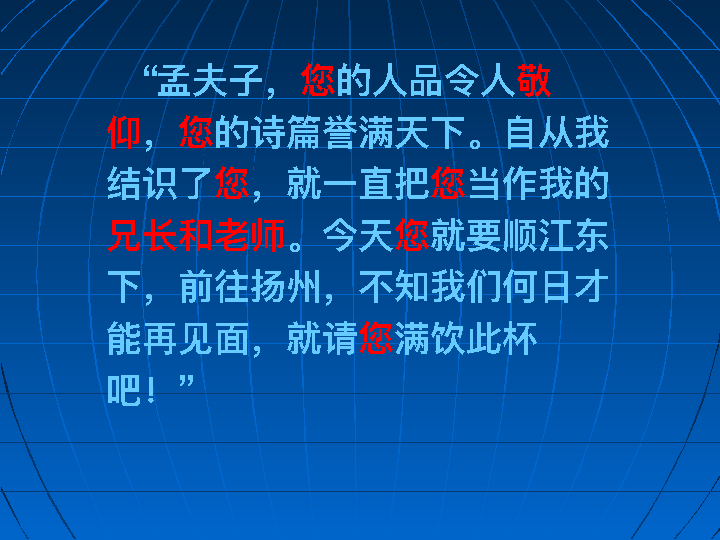 “孟夫子，您的人品令人敬
仰，您的诗篇誉满天下。自从我
结识了您，就一直把您当作我的
兄长和老师。今天您就要顺江东
下，前往扬州，不知我们何日才
能再见面，就请您满饮此杯
吧！”